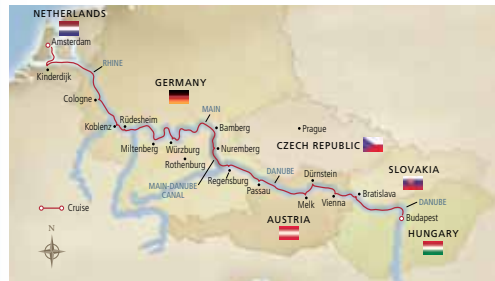 NETHERLANDS
Amsterdam
Kinderdijk
RHINE
GERMANY
Cologne
MAIN
Koblenz
Rüdesheim
Bamberg
Prague
Miltenberg
Würzburg
Nuremberg
CZECH REPUBLIC
Rothenburg
SLOVAKIA
MAIN-DANUBE
CANAL
Regensburg
DANUBE
Dürnstein
Passau
Melk
Vienna
Bratislava
DANUBE
Cruise
AUSTRIA
Budapest
HUNGARY
N